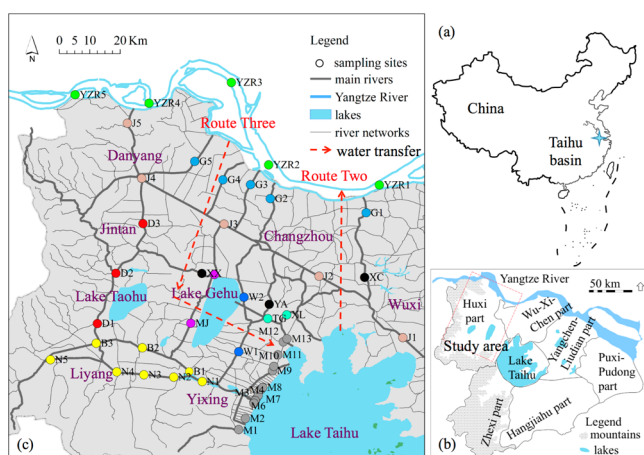 0 10 20 Km
N
Legend
sampling sites
main rivers
Yangtze River
lakes
river networks
water transfer
YZR5
YZR4
YZR3
J5
Route Three
Danyang
G5
YZR2
J4
G4
G3
Route Two
YZR1
G2
G1
D3
Jintan
J3
Changzhou
D2
J2
XC
Lake Taohu
Lake Gehu
W2
YA
Wuxi
TG
XL
D1
MJ
M12
M13
J1
B3
B2
M10
M11
W1
N5
M9
Liyang
N4
N3
N2
B1
N1
M3
M4
M8
M7
Yixing
M6
M2
M1
(c)
Lake Taihu
(a)
China
Taihu
basin
Yangtze River
50 km
Huxi
part
Wu-Xi-
Chen part
Yangchen-
Liudian part
Study area
Lake
Taihu
Puxi-
Pudong
part
Zhexi part
Hangjiahu part
Legend
mountains
lakes
(b)